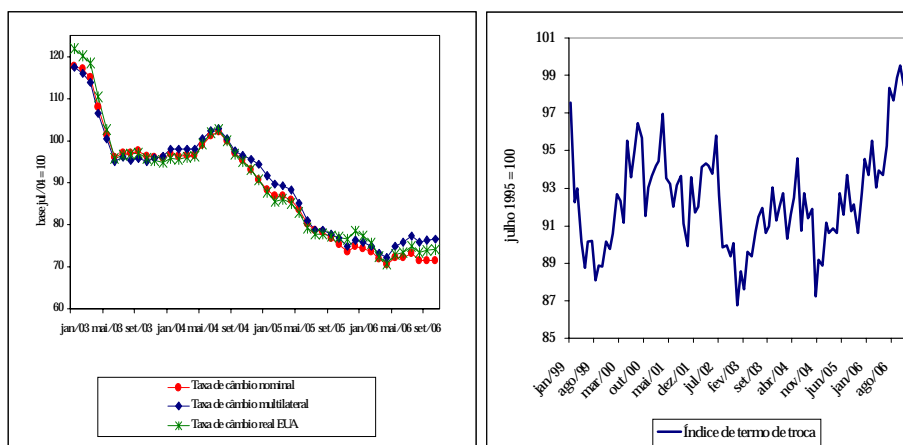 base jul/04 = 100
120
110
100
90
80
70
60
jan/03 mai/03 set/03 jan/04 mai/04 set/04 jan/05 mai/05 set/05 jan/06 mai/06 set/06
Taxa de câmbio nominal
Taxa de câmbio multilateral
Taxa de câmbio real EUA
julho 1995 = 100
101
99
97
95
93
91
89
87
85
jan/99 ago/99 mar/00 out/00 mai/01 dez/01 jul/02 fev/03 set/03 abr/04 nov/04 jun/05 jan/06 ago/06
Índice de termo de troca